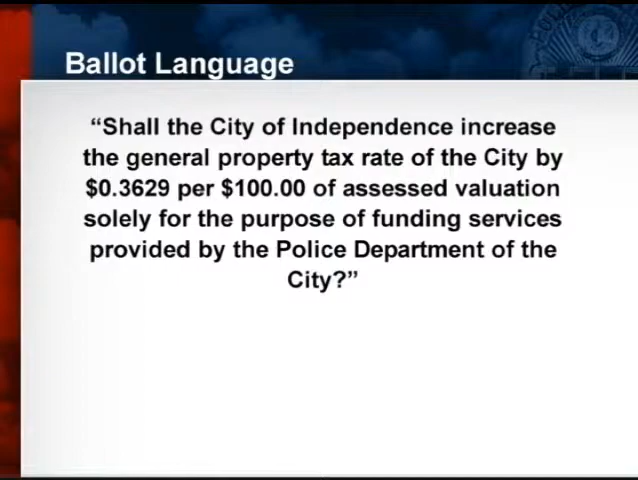 Ballot Language
“Shall the City of Independence increase
the general property tax rate of the City by
$0.3629 per $100.00 of assessed valuation
solely for the purpose of funding services
provided by the Police Department of the
City?”